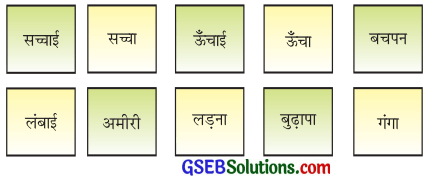 सच्चाई सच्चा ऊँचाई ऊँचा बचपन
लंबाई अमीरी लड़ना बुढ़ापा गंगा
GSEBSolutions.com